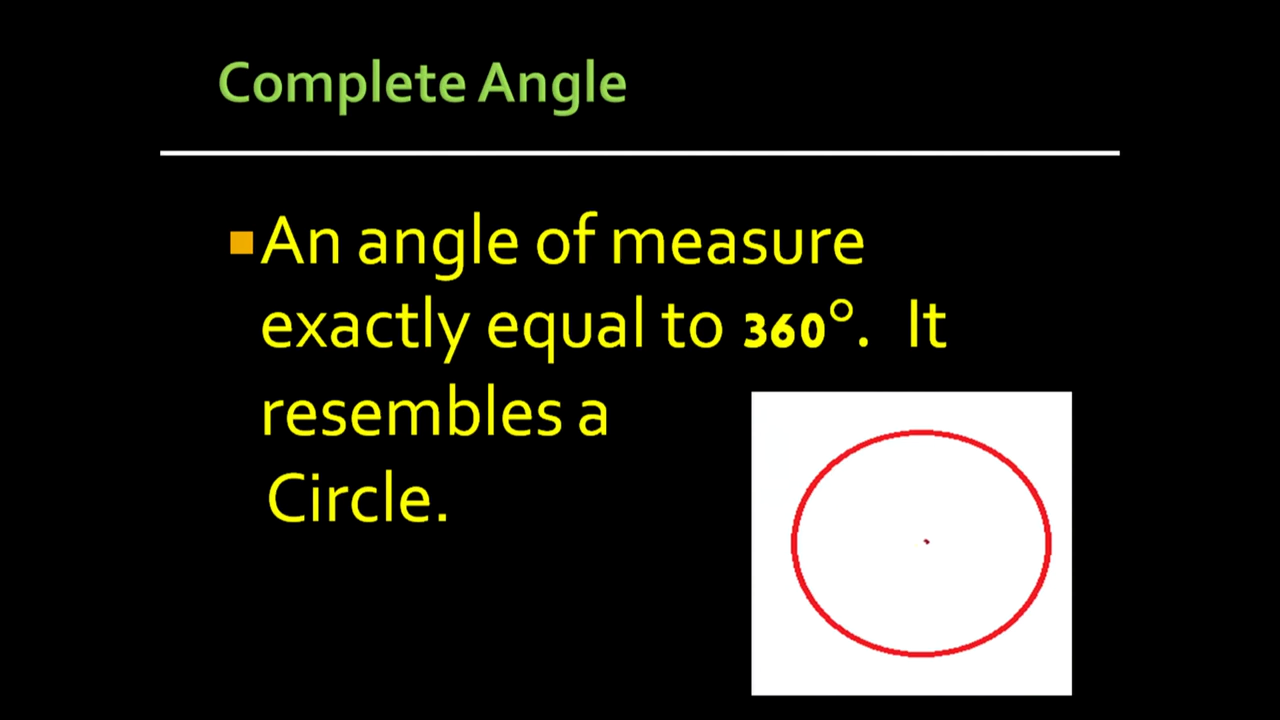 Complete Angle
An angle of measure
exactly equal to 360°. It
resembles a
Circle.